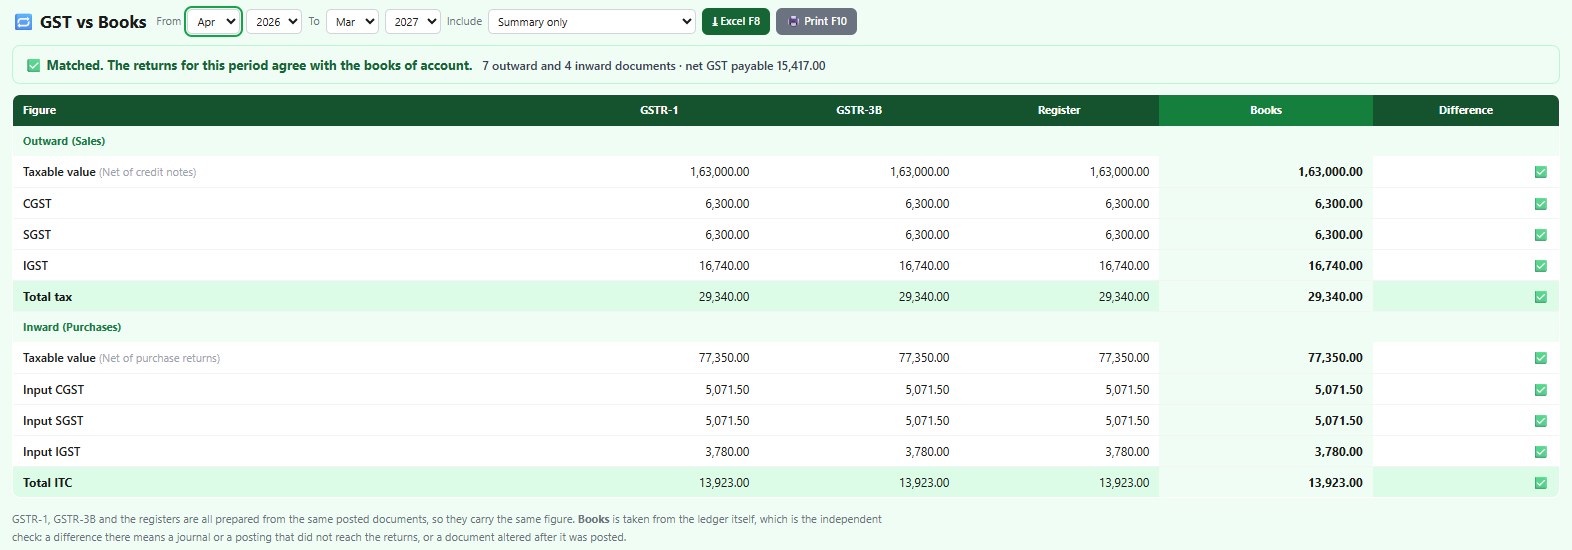 GST vs Books From Apr 2026 To Mar 2027 Include Summary only Excel F8 Print F10
Matched. The returns for this period agree with the books of account. 7 outward and 4 inward documents · net GST payable 15,417.00
Figure GSTR-1 GSTR-3B Register Books Difference
Outward (Sales)
Taxable value (Net of credit notes) 1,63,000.00 1,63,000.00 1,63,000.00 1,63,000.00
CGST 6,300.00 6,300.00 6,300.00 6,300.00
SGST 6,300.00 6,300.00 6,300.00 6,300.00
IGST 16,740.00 16,740.00 16,740.00 16,740.00
Total tax 29,340.00 29,340.00 29,340.00 29,340.00
Inward (Purchases)
Taxable value (Net of purchase returns) 77,350.00 77,350.00 77,350.00 77,350.00
Input CGST 5,071.50 5,071.50 5,071.50 5,071.50
Input SGST 5,071.50 5,071.50 5,071.50 5,071.50
Input IGST 3,780.00 3,780.00 3,780.00 3,780.00
Total ITC 13,923.00 13,923.00 13,923.00 13,923.00
GSTR-1, GSTR-3B and the registers are all prepared from the same posted documents, so they carry the same figure. Books is taken from the ledger itself, which is the independent
check: a difference there means a journal or a posting that did not reach the returns, or a document altered after it was posted.